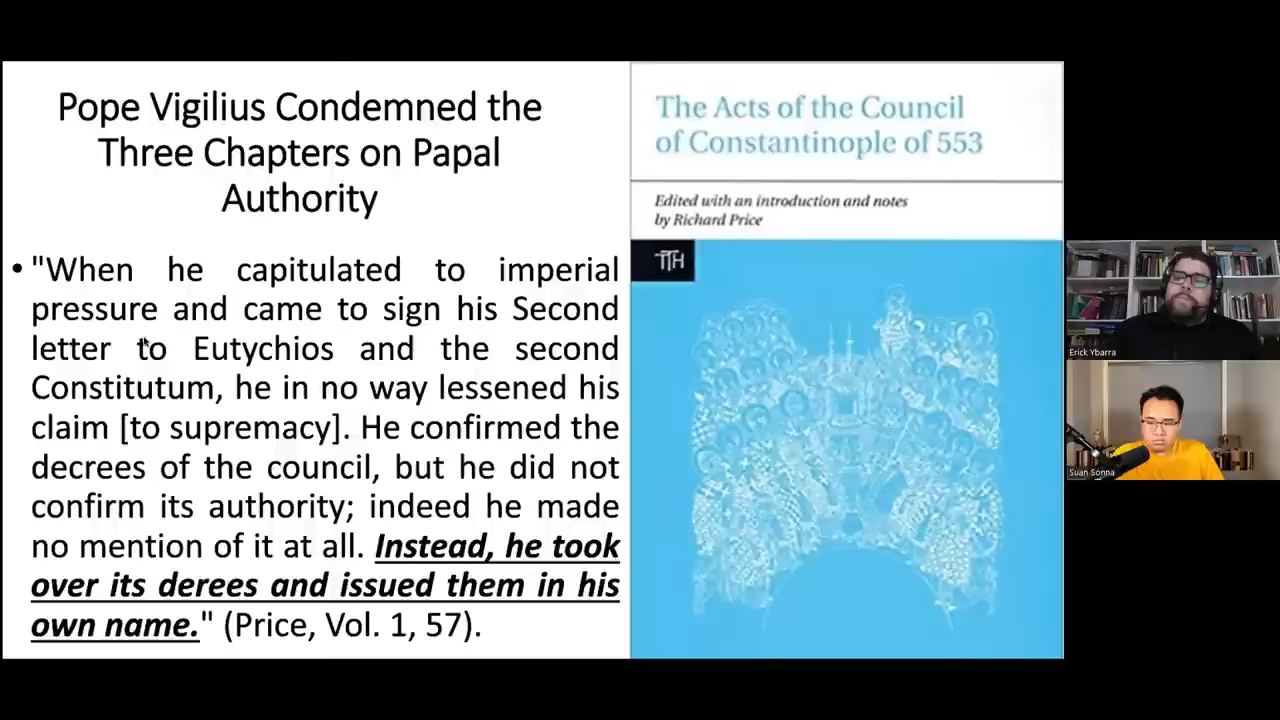 Pope Vigilius Condemned the
Three Chapters on Papal
Authority
• "When he capitulated to imperial
pressure and came to sign his Second
letter to Eutychios and the second
Constitutum, he in no way lessened his
claim [to supremacy]. He confirmed the
decrees of the council, but he did not
confirm its authority; indeed he made
no mention of it at all. Instead, he took
over its derees and issued them in his
own name." (Price, Vol. 1, 57).
The Acts of the Council
of Constantinople of 553
Edited with an introduction and notes
by Richard Price
TTH
Erick Ybarra
Suan Sonna